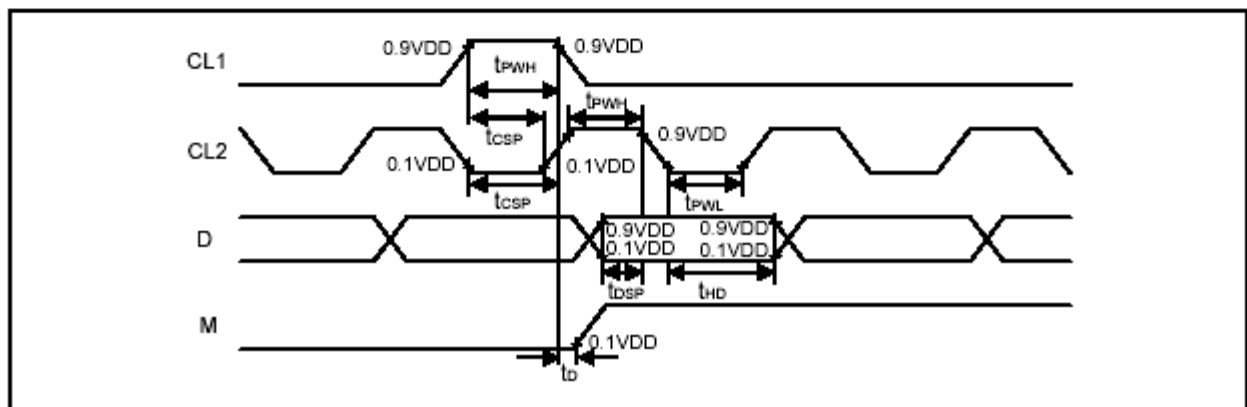 CL1
0.9VDD
0.9VDD
tPWH
tPWH
tCSP
CL2
0.9VDD
0.1VDD
0.1VDD
tCSP
tPWL
D
0.9VDD
0.9VDD
0.1VDD
0.1VDD
tDSP
tHD
M
0.1VDD
tD